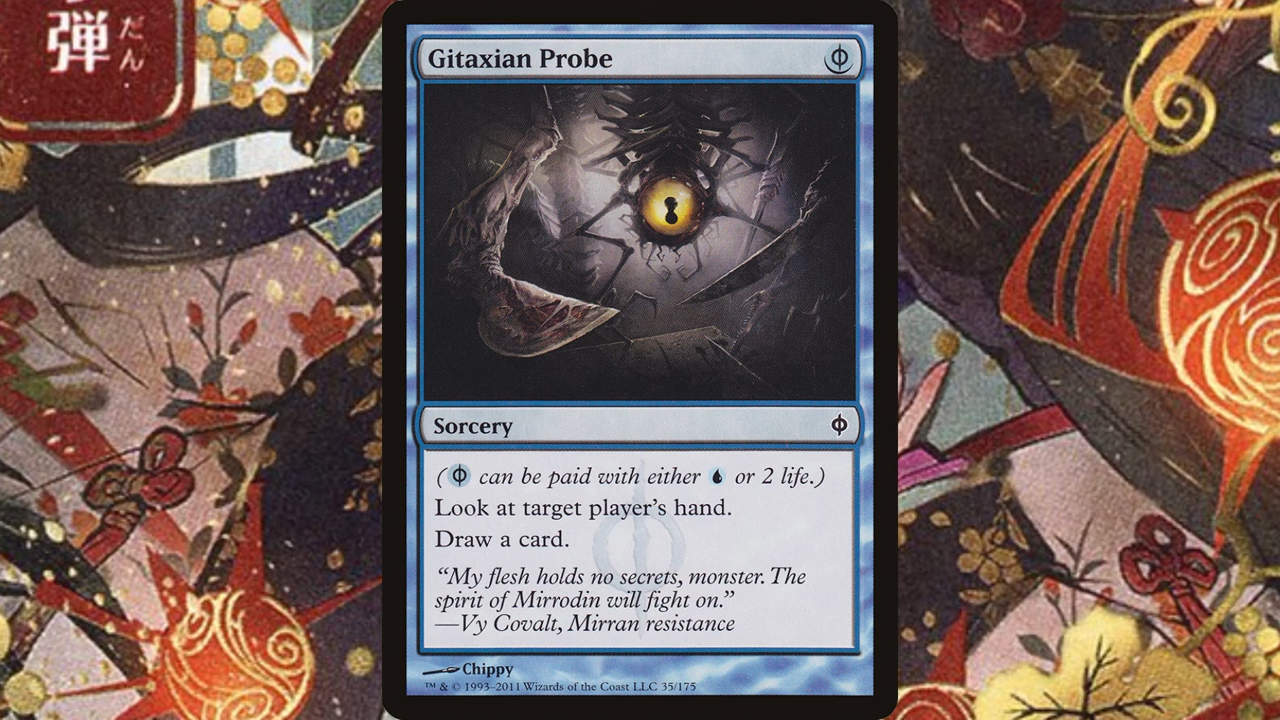 弾
だん
Gitaxian Probe
Sorcery
( can be paid with either or 2 life.)
Look at target player's hand.
Draw a card.
“My flesh holds no secrets, monster. The
spirit of Mirrodin will fight on.”
—Vy Covalt, Mirran resistance
Chippy
™ & © 1993–2011 Wizards of the Coast LLC 35/175